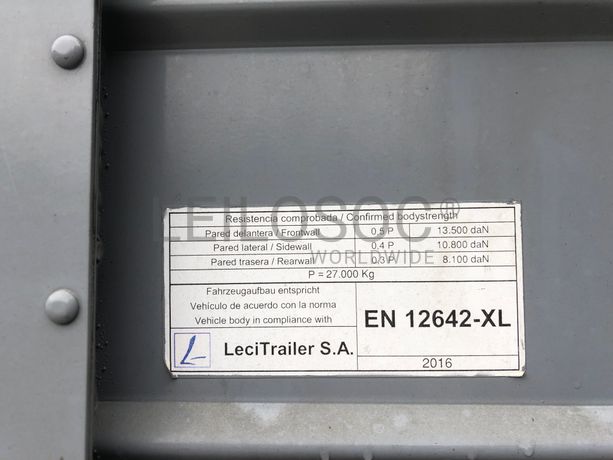 LEILOSOC®
WORLDWIDE
Resistencia comprobada / Confirmed bodystrength
Pared delantera / Frontwall 0,5 P 13.500 daN
Pared lateral / Sidewall 0,4 P 10.800 daN
Pared trasera / Rearwall 0,3 P 8.100 daN
P = 27.000 Kg
Fahrzeugaufbau entspricht
Vehículo de acuerdo con la norma
Vehicle body in compliance with
EN 12642-XL
L LeciTrailer S.A.
2016